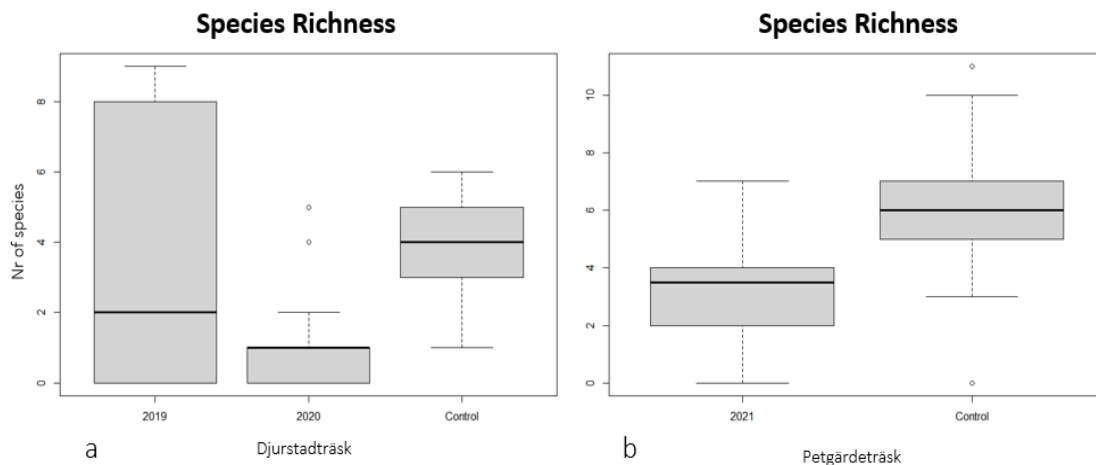 Species Richness
Nr of species
0 2 4 6 8
2019 2020 Control
a Djurstadträsk
Species Richness
0 2 4 6 8 10
2021 Control
b Petgärdeträsk